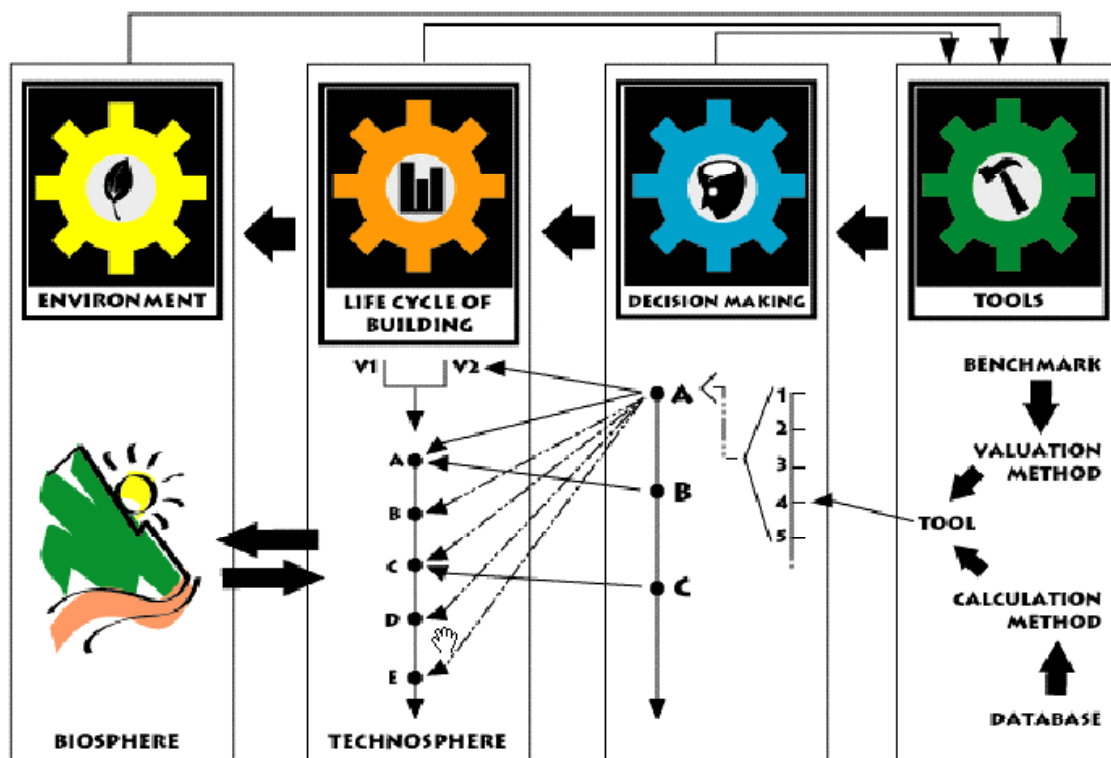 ENVIRONMENT
BIOSPHERE
LIFE CYCLE OF
BUILDING
V1 V2
A
B
C
D
E
TECHNOSPHERE
DECISION MAKING
A
B
C
1
2
3
4
5
TOOLS
BENCHMARK
VALUATION
METHOD
TOOL
CALCULATION
METHOD
DATABASE